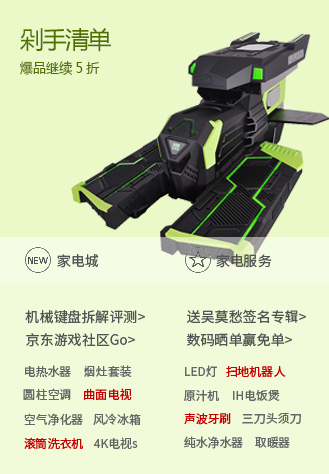 剁手清单
爆品继续 5 折
NEW 家电城 家电服务
机械键盘拆解评测> 送吴莫愁签名专辑>
京东游戏社区Go> 数码晒单赢免单>
电热水器 烟灶套装 LED灯 扫地机器人
圆柱空调 曲面电视 原汁机 IH电饭煲
空气净化器 风冷冰箱 声波牙刷 三刀头须刀
滚筒洗衣机 4K电视s 纯水净水器 取暖器